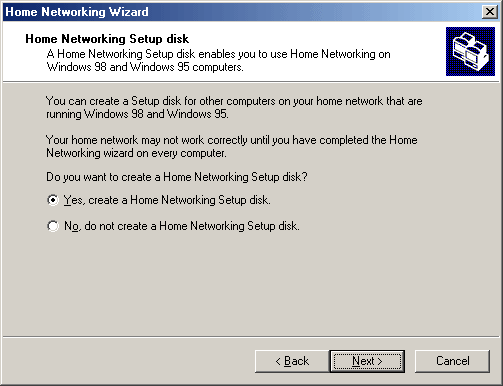 Home Networking Wizard
Home Networking Setup disk
A Home Networking Setup disk enables you to use Home Networking on
Windows 98 and Windows 95 computers.
You can create a Setup disk for other computers on your home network that are
running Windows 98 and Windows 95.
Your home network may not work correctly until you have completed the Home
Networking wizard on every computer.
Do you want to create a Home Networking Setup disk?
Yes, create a Home Networking Setup disk.
No, do not create a Home Networking Setup disk.
< Back Next > Cancel